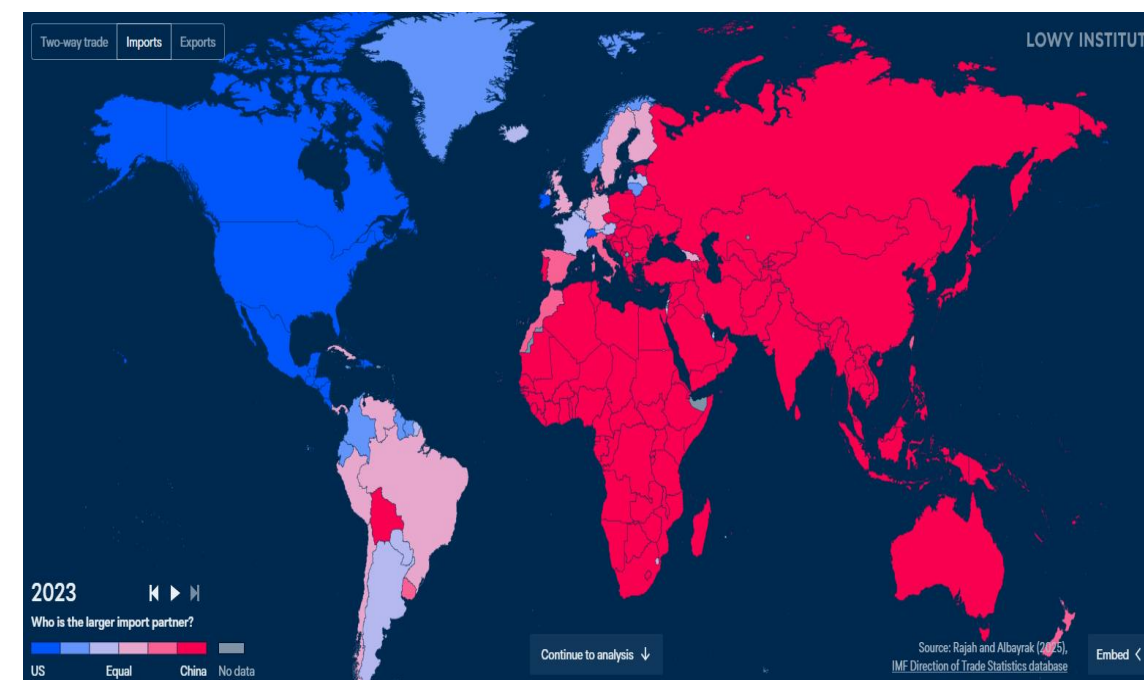 Two-way trade Imports Exports
LOWY INSTITUT
2023
Who is the larger import partner?
US Equal China No data
Continue to analysis ↓
Source: Rajah and Albayrak (2025),
IMF Direction of Trade Statistics database
Embed